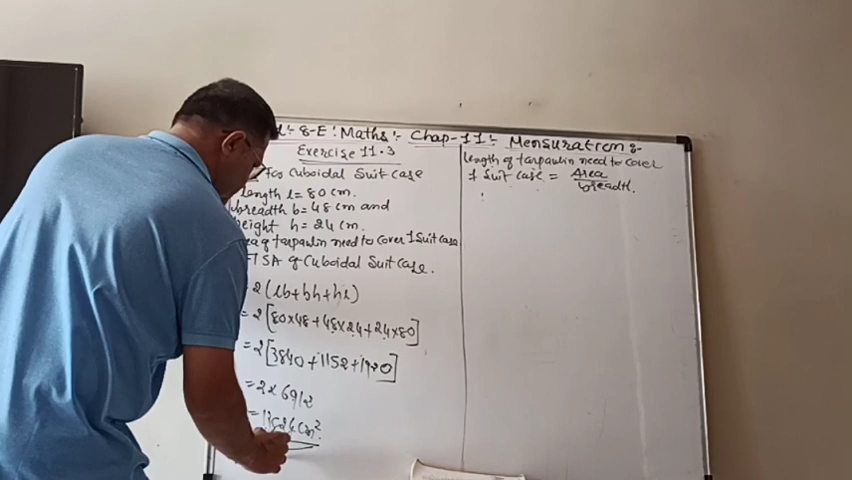 8-E: Maths:- Chap-11:- Mensuration:-
Exercise 11.3
For Cuboidal Suit case
length l = 80 cm.
breadth b = 48 cm and
height h = 24 cm.
of tarpaulin need to cover 1 Suit case
TSA of Cuboidal Suit Case.
2(lb+bh+hl)
= 2[80×48+48×24+24×80]
= 2[3840+1152+1920]
= 2×6912
= 13824 cm²
length of tarpaulin need to cover
1 Suit case = Area
breadth.